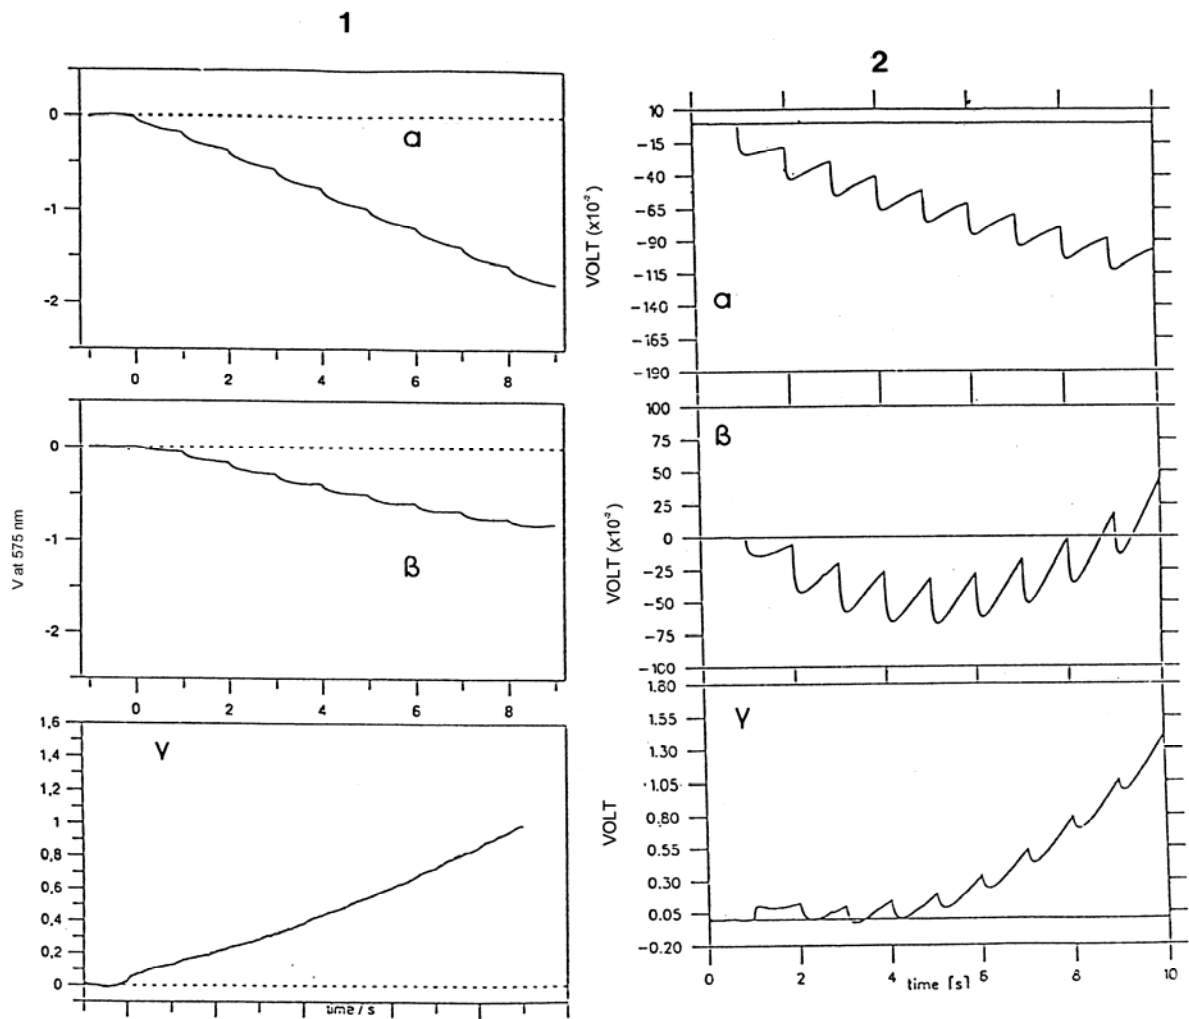 1
0
-1
-2
α
0 2 4 6 8
0
-1
-2
ß
V at 575 nm
0 2 4 6 8
1,6
1,4
1,2
1
0,8
0,6
0,4
0,2
0
γ
time / s
2
10
-15
-40
-65
-90
-115
-140
-165
-190
VOLT (x10⁻²)
α
100
75
50
25
0
-25
-50
-75
-100
VOLT (x10⁻²)
ß
1.80
1.55
1.30
1.05
0.80
0.55
0.30
0.05
-0.20
VOLT
γ
0 2 4 6 8 10
time [s]